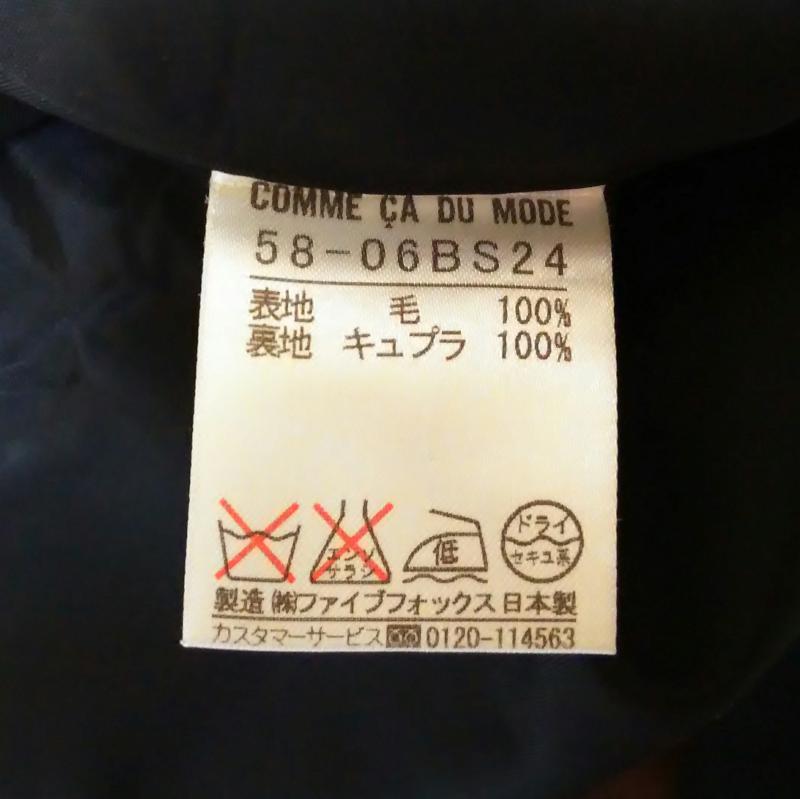 COMME ÇA DU MODE
58-06BS24
表地 毛 100%
裏地 キュプラ 100%
エンソサラシ
低
ドライ
セキユ系
製造 ㈱ファイブフォックス 日本製
カスタマーサービス 0120-114563